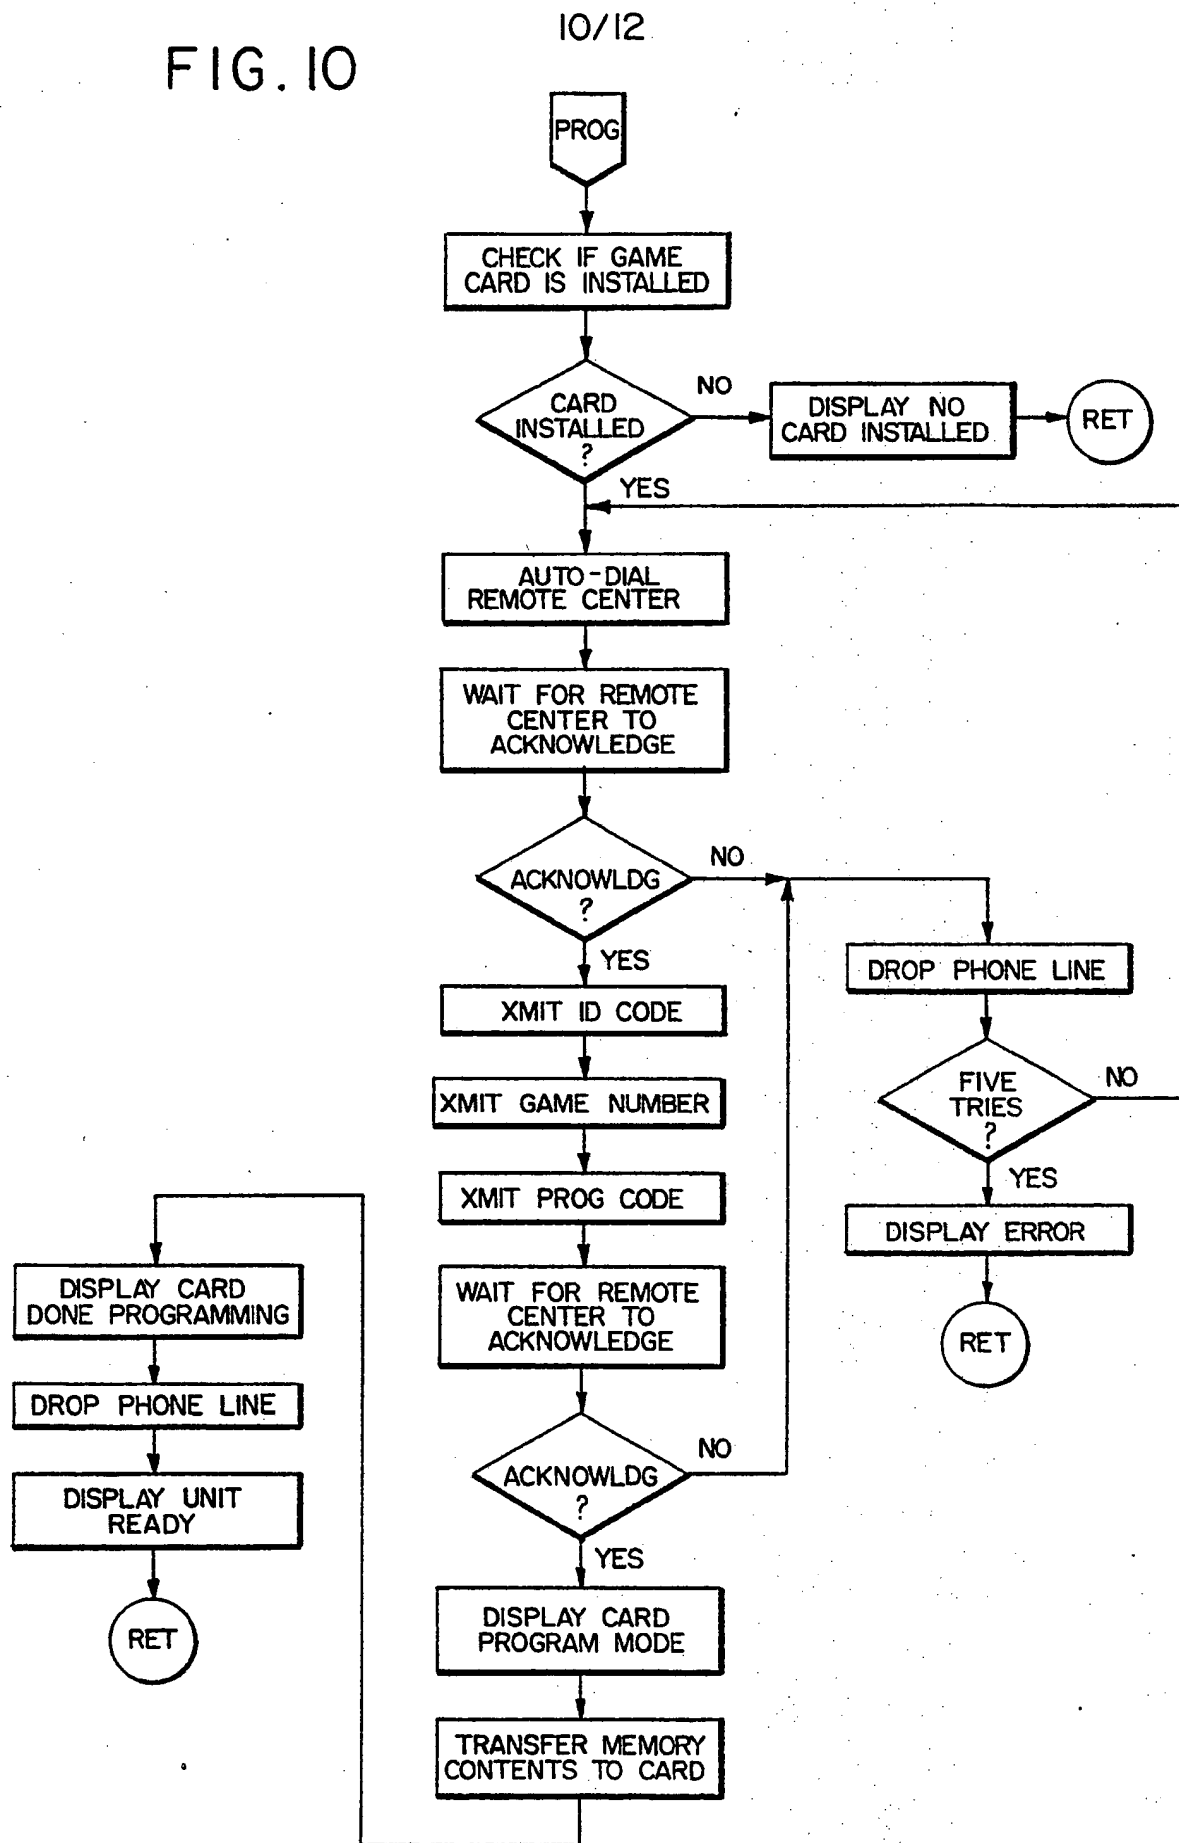 10/12
FIG. 10
PROG
CHECK IF GAME
CARD IS INSTALLED
CARD
INSTALLED
?
NO
DISPLAY NO
CARD INSTALLED
RET
YES
AUTO-DIAL
REMOTE CENTER
WAIT FOR REMOTE
CENTER TO
ACKNOWLEDGE
ACKNOWLDG
?
NO
YES
DROP PHONE LINE
XMIT ID CODE
FIVE
TRIES
?
NO
XMIT GAME NUMBER
YES
XMIT PROG CODE
DISPLAY ERROR
RET
WAIT FOR REMOTE
CENTER TO
ACKNOWLEDGE
ACKNOWLDG
?
NO
YES
DISPLAY CARD
PROGRAM MODE
TRANSFER MEMORY
CONTENTS TO CARD
DISPLAY CARD
DONE PROGRAMMING
DROP PHONE LINE
DISPLAY UNIT
READY
RET